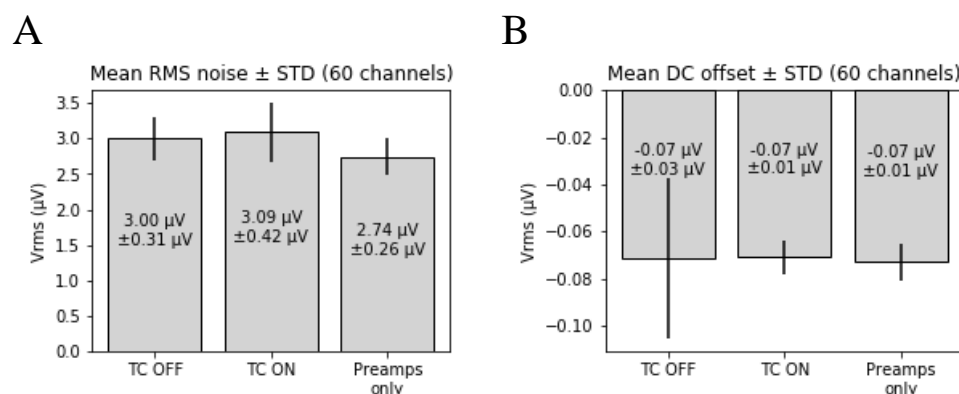 A
Mean RMS noise ± STD (60 channels)
Vrms (µV)
3.5
3.0
2.5
2.0
1.5
1.0
0.5
0.0
3.00 µV
±0.31 µV
3.09 µV
±0.42 µV
2.74 µV
±0.26 µV
TC OFF
TC ON
Preamps
only
B
Mean DC offset ± STD (60 channels)
Vrms (µV)
0.00
−0.02
−0.04
−0.06
−0.08
−0.10
-0.07 µV
±0.03 µV
-0.07 µV
±0.01 µV
-0.07 µV
±0.01 µV
TC OFF
TC ON
Preamps
only